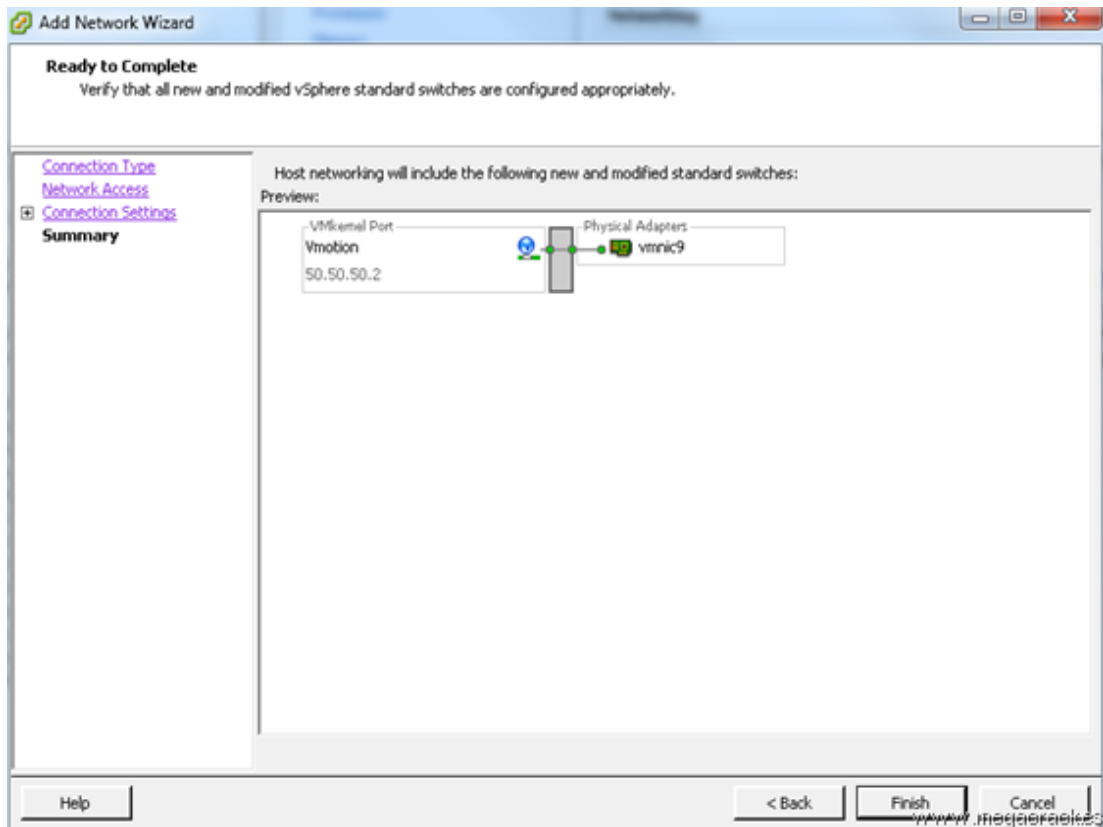 Add Network Wizard
Ready to Complete
Verify that all new and modified vSphere standard switches are configured appropriately.
Connection Type
Network Access
Connection Settings
Summary
Host networking will include the following new and modified standard switches:
Preview:
VMkernel Port
Physical Adapters
Vmotion
vmnic9
50.50.50.2
Help
< Back
Finish
Cancel